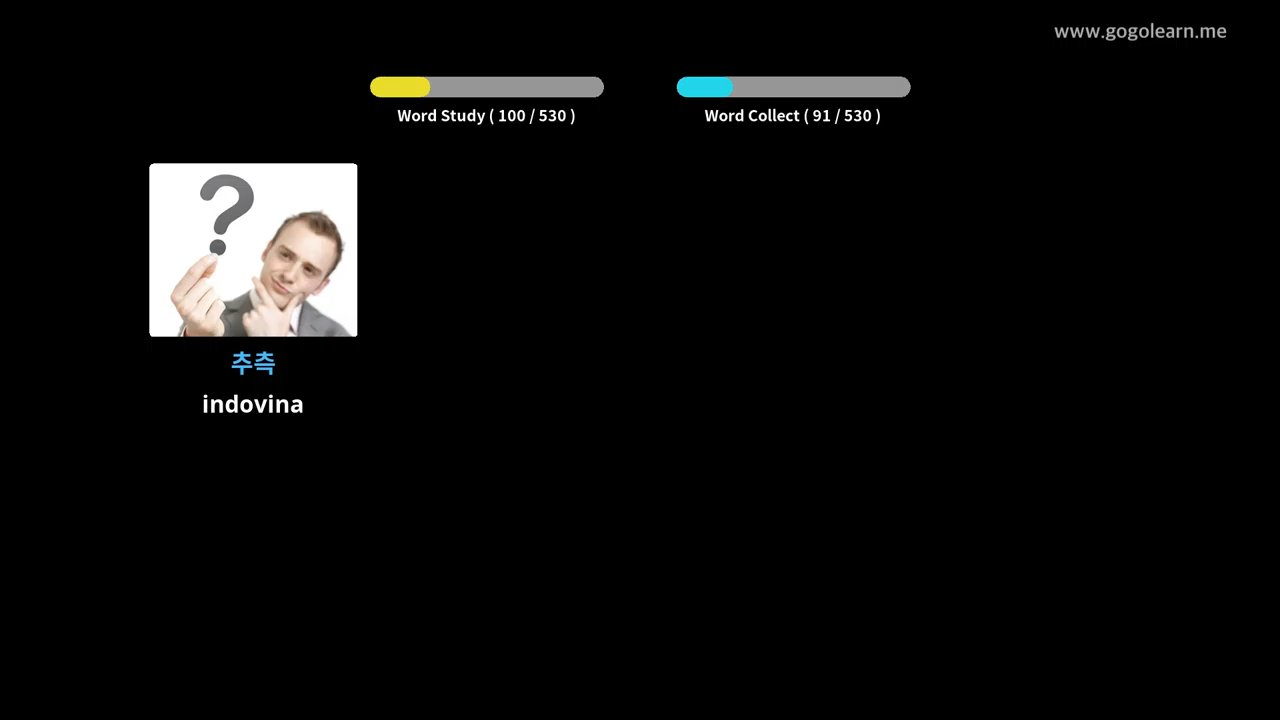 www.gogolearn.me
Word Study ( 100 / 530 )
Word Collect ( 91 / 530 )
?
추측
indovina